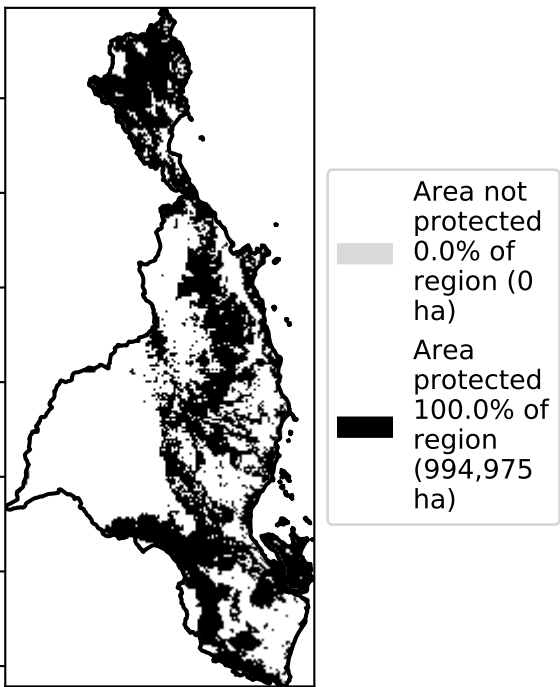 Area not
protected
0.0% of
region (0
ha)
Area
protected
100.0% of
region
(994,975
ha)